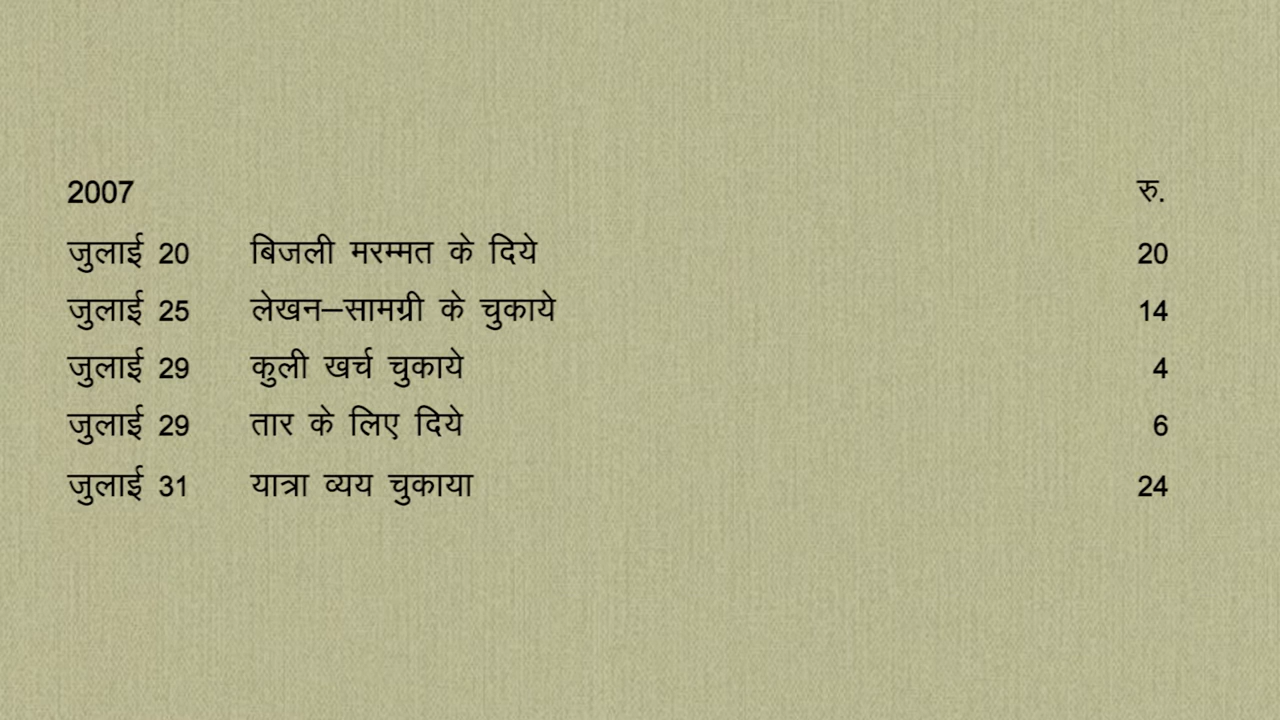 2007 रु.
जुलाई 20 बिजली मरम्मत के दिये 20
जुलाई 25 लेखन–सामग्री के चुकाये 14
जुलाई 29 कुली खर्च चुकाये 4
जुलाई 29 तार के लिए दिये 6
जुलाई 31 यात्रा व्यय चुकाया 24